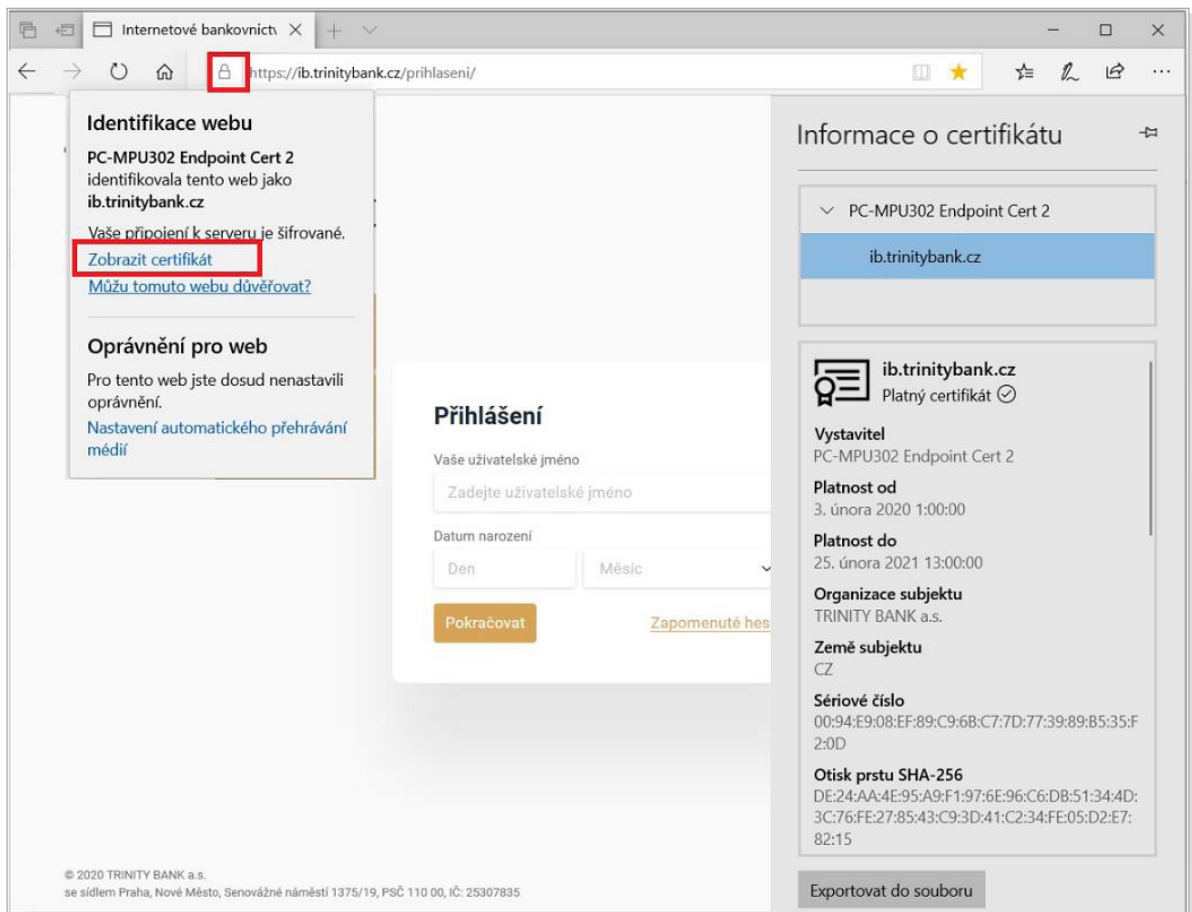 Internetové bankovnictv
https://ib.trinitybank.cz/prihlaseni/
Identifikace webu
PC-MPU302 Endpoint Cert 2
identifikovala tento web jako
ib.trinitybank.cz
Vaše připojení k serveru je šifrované.
Zobrazit certifikát
Můžu tomuto webu důvěřovat?
Oprávnění pro web
Pro tento web jste dosud nenastavili
oprávnění.
Nastavení automatického přehrávání
médií
Přihlášení
Vaše uživatelské jméno
Zadejte uživatelské jméno
Datum narození
Den
Měsíc
Pokračovat
Zapomenuté hes
© 2020 TRINITY BANK a.s.
se sídlem Praha, Nové Město, Senovážné náměstí 1375/19, PSČ 110 00, IČ: 25307835
Informace o certifikátu
PC-MPU302 Endpoint Cert 2
ib.trinitybank.cz
ib.trinitybank.cz
Platný certifikát
Vystavitel
PC-MPU302 Endpoint Cert 2
Platnost od
3. února 2020 1:00:00
Platnost do
25. února 2021 13:00:00
Organizace subjektu
TRINITY BANK a.s.
Země subjektu
CZ
Sériové číslo
00:94:E9:08:EF:89:C9:6B:C7:7D:77:39:89:B5:35:F
2:0D
Otisk prstu SHA-256
DE:24:AA:4E:95:A9:F1:97:6E:96:C6:DB:51:34:4D:
3C:76:FE:27:85:43:C9:3D:41:C2:34:FE:05:D2:E7:
82:15
Exportovat do souboru